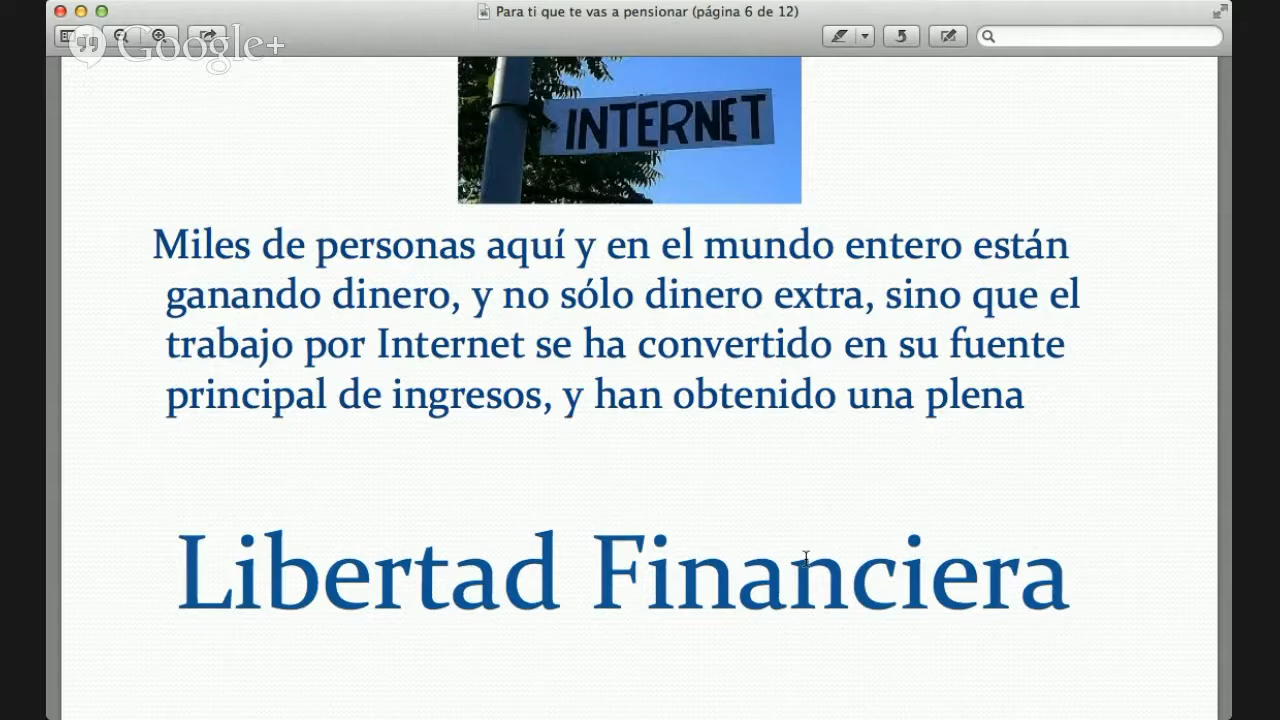 Para ti que te vas a pensionar (página 6 de 12)
Google+
INTERNET
Miles de personas aquí y en el mundo entero están
ganando dinero, y no sólo dinero extra, sino que el
trabajo por Internet se ha convertido en su fuente
principal de ingresos, y han obtenido una plena
Libertad Financiera